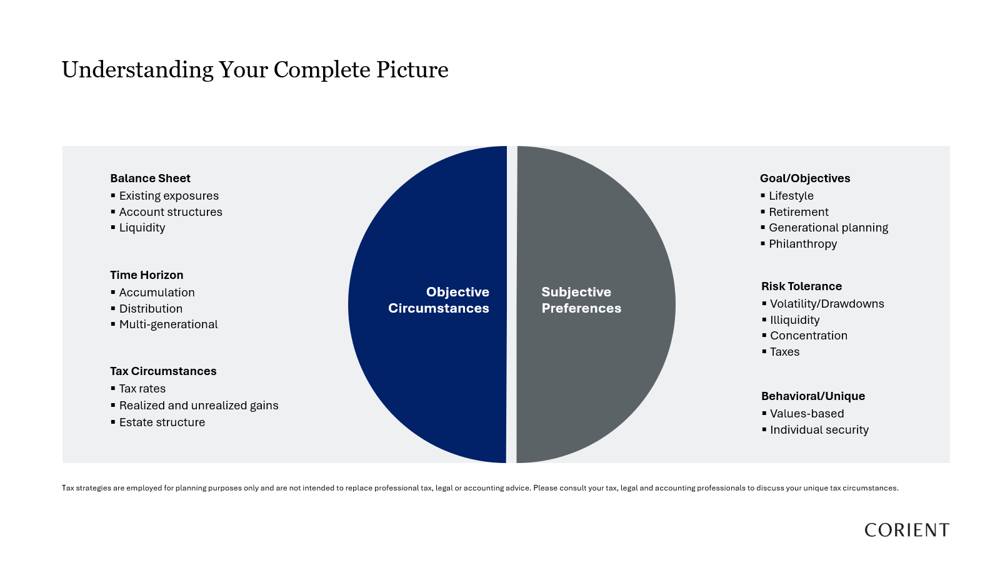 Understanding Your Complete Picture
Balance Sheet
▪ Existing exposures
▪ Account structures
▪ Liquidity
Time Horizon
▪ Accumulation
▪ Distribution
▪ Multi-generational
Tax Circumstances
▪ Tax rates
▪ Realized and unrealized gains
▪ Estate structure
Objective
Circumstances
Subjective
Preferences
Goal/Objectives
▪ Lifestyle
▪ Retirement
▪ Generational planning
▪ Philanthropy
Risk Tolerance
▪ Volatility/Drawdowns
▪ Illiquidity
▪ Concentration
▪ Taxes
Behavioral/Unique
▪ Values-based
▪ Individual security
Tax strategies are employed for planning purposes only and are not intended to replace professional tax, legal or accounting advice. Please consult your tax, legal and accounting professionals to discuss your unique tax circumstances.
CORIENT